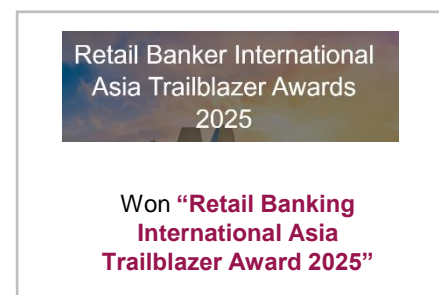 Retail Banker International
Asia Trailblazer Awards
2025
Won “Retail Banking
International Asia
Trailblazer Award 2025”